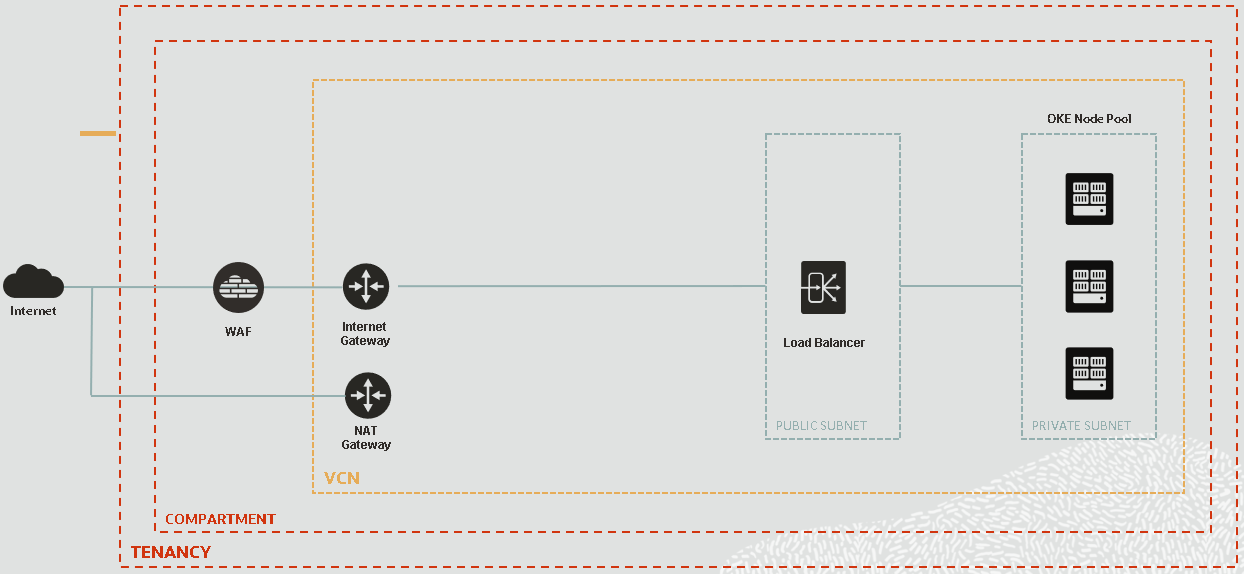 OKE Node Pool
Internet
WAF
Internet
Gateway
Load Balancer
NAT
Gateway
PUBLIC SUBNET
PRIVATE SUBNET
VCN
COMPARTMENT
TENANCY